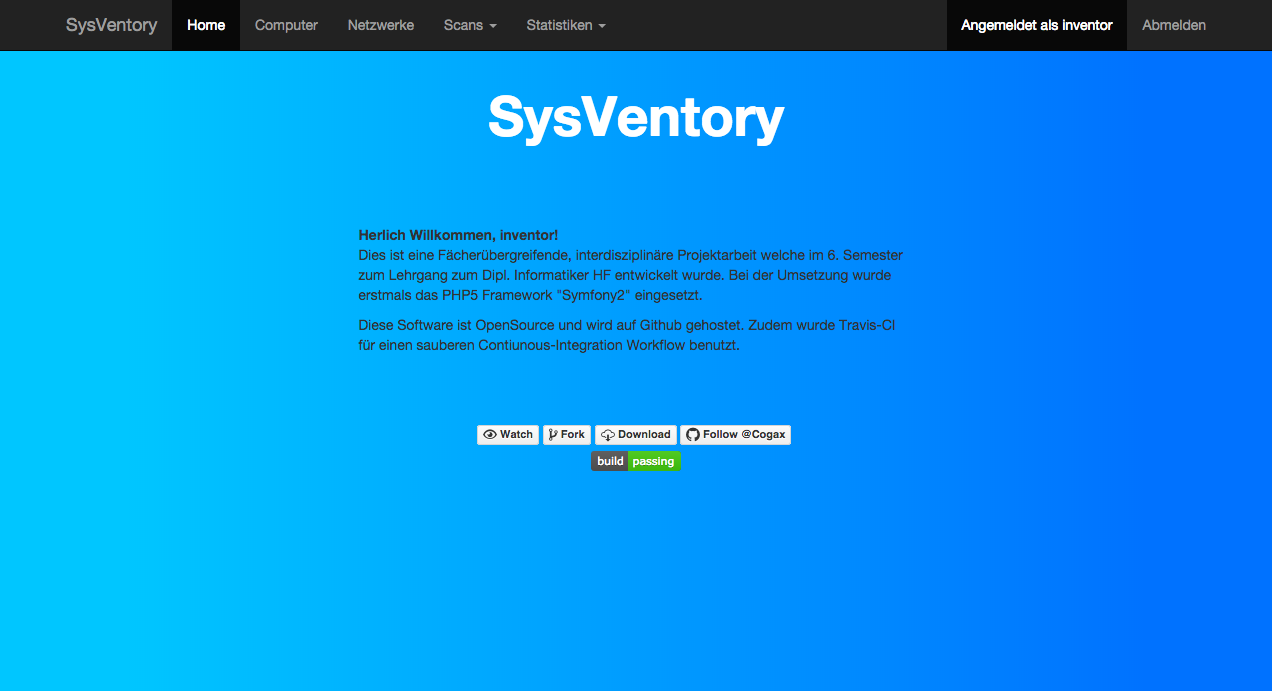 SysVentory Home Computer Netzwerke Scans Statistiken Angemeldet als inventor Abmelden
SysVentory
Herlich Willkommen, inventor!
Dies ist eine Fächerübergreifende, interdisziplinäre Projektarbeit welche im 6. Semester
zum Lehrgang zum Dipl. Informatiker HF entwickelt wurde. Bei der Umsetzung wurde
erstmals das PHP5 Framework "Symfony2" eingesetzt.
Diese Software ist OpenSource und wird auf Github gehostet. Zudem wurde Travis-CI
für einen sauberen Contiunous-Integration Workflow benutzt.
Watch Fork Download Follow @Cogax
build passing